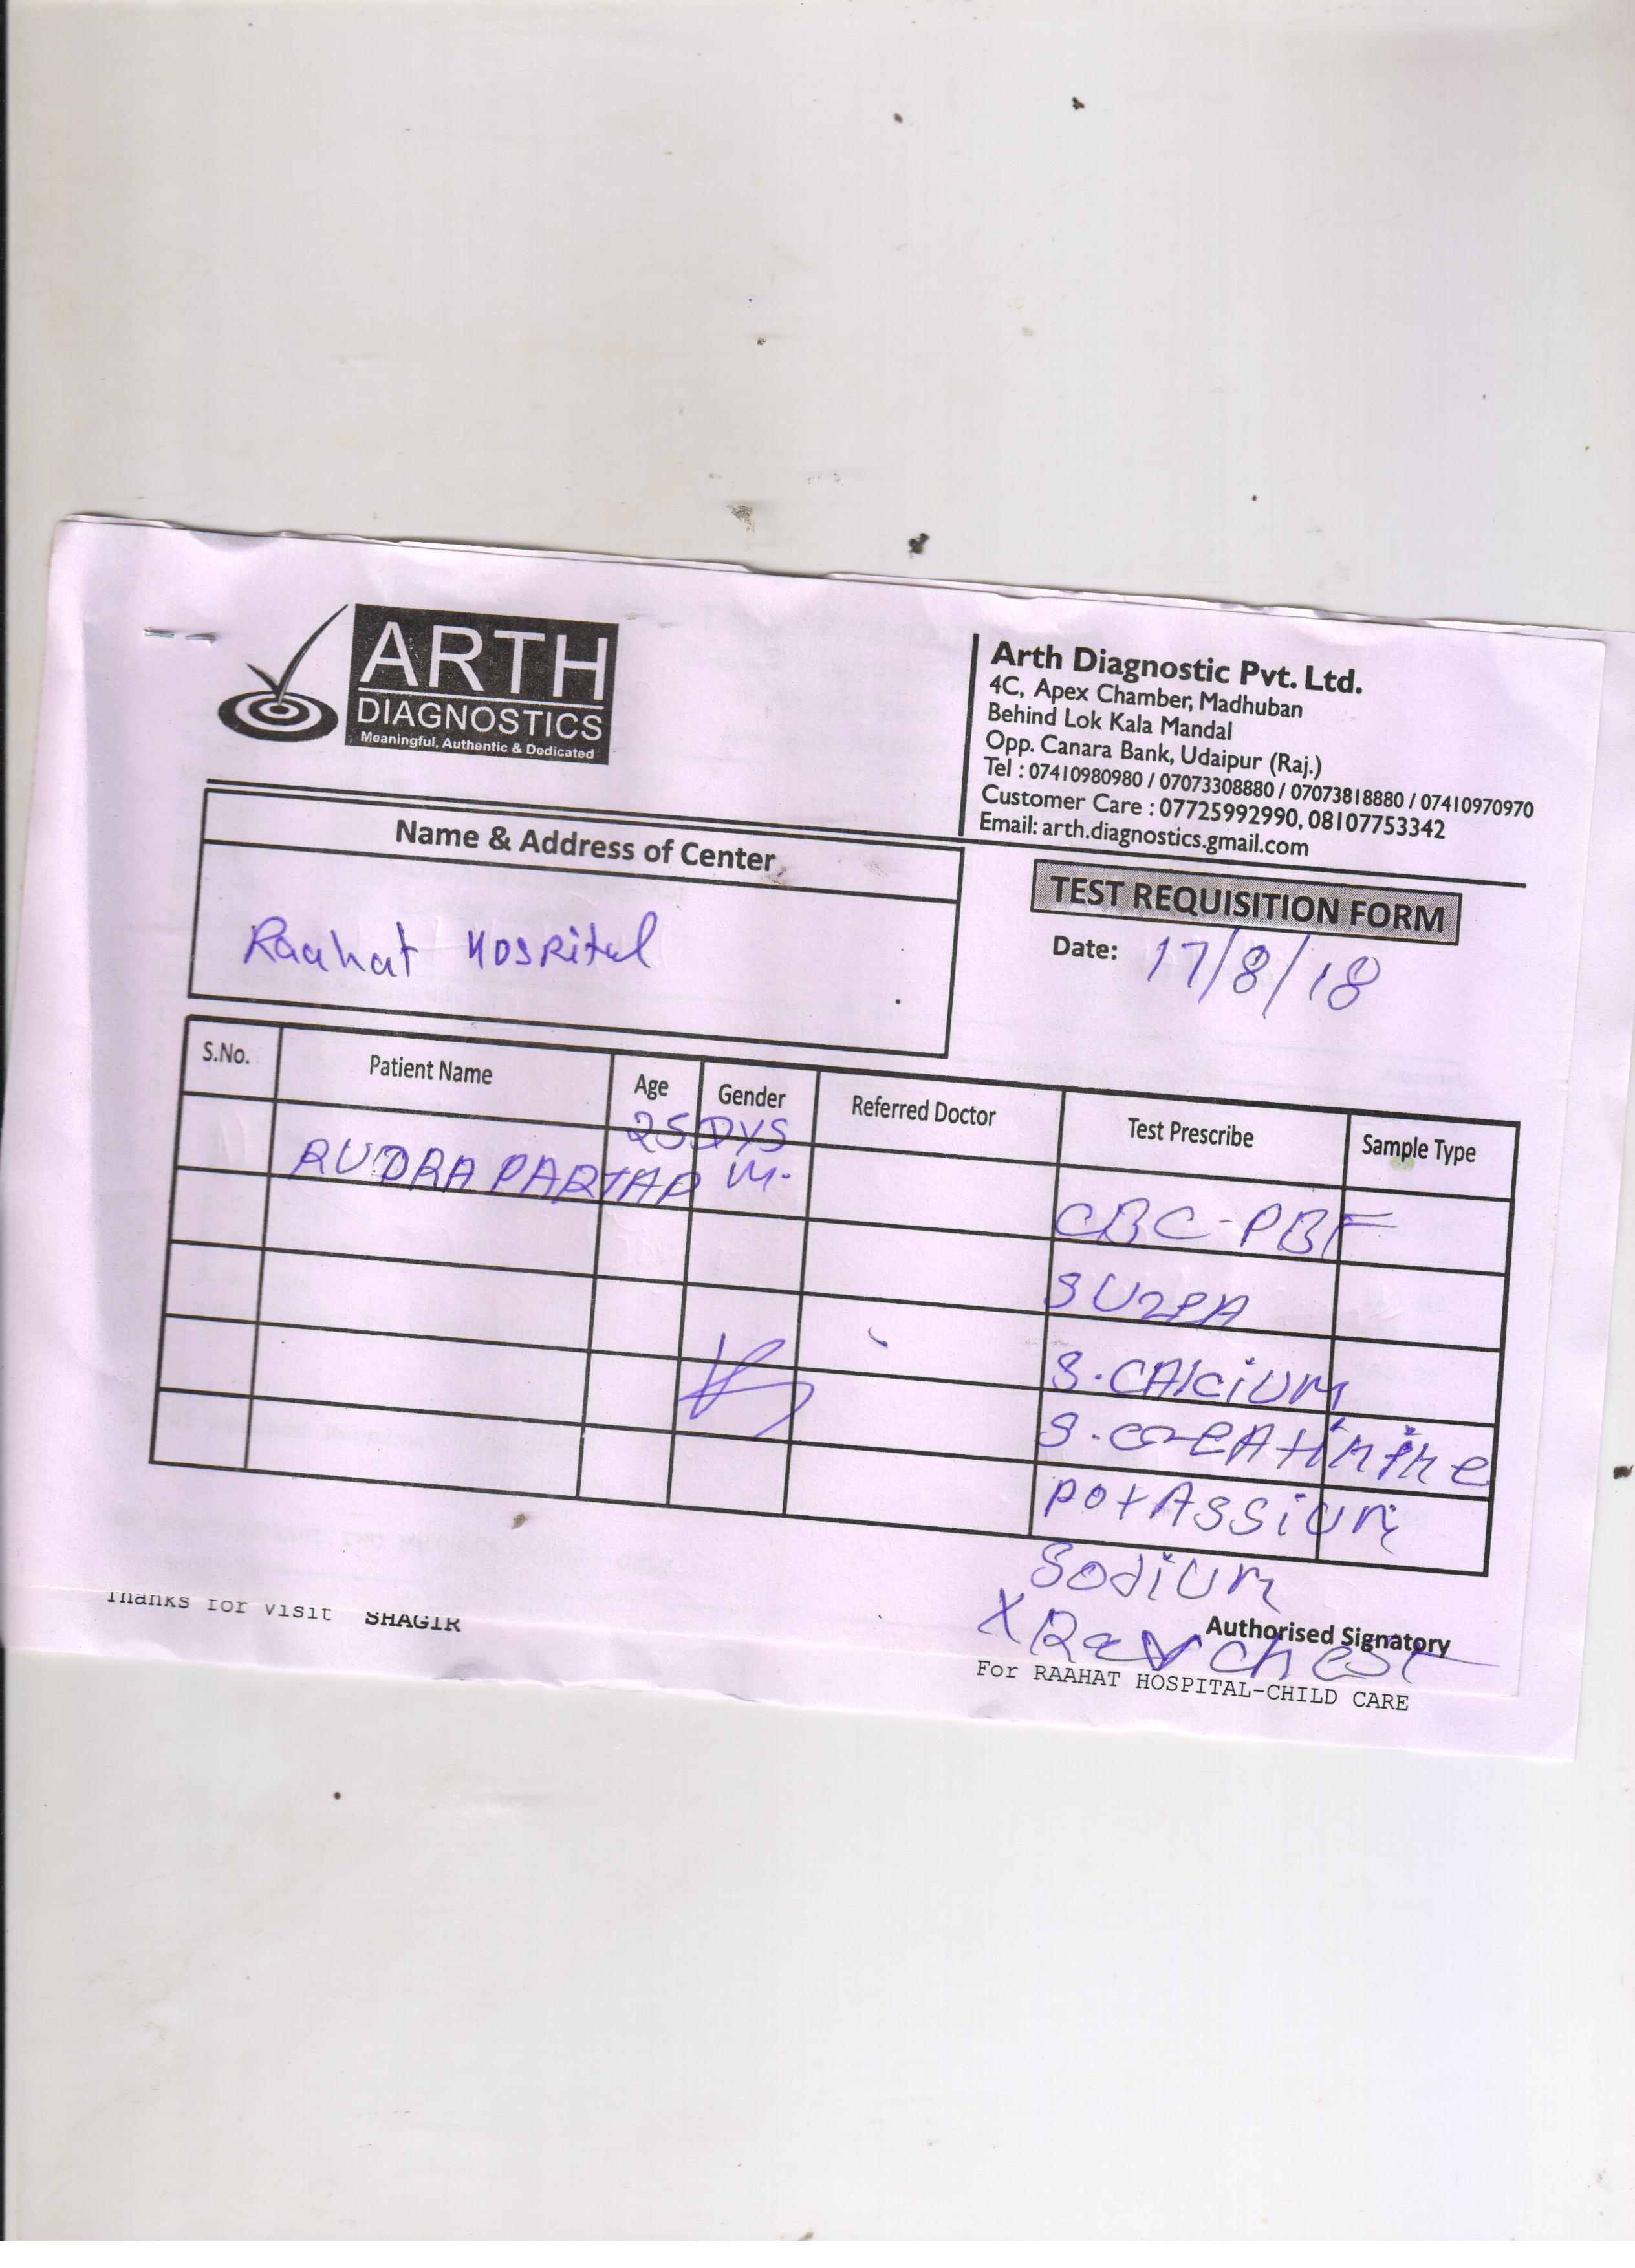 ARTH
DIAGNOSTICS
Meaningful, Authentic & Dedicated
Arth Diagnostic Pvt. Ltd.
4C, Apex Chamber, Madhuban
Behind Lok Kala Mandal
Opp. Canara Bank, Udaipur (Raj.)
Tel : 07410980980 / 07073308880 / 07073818880 / 07410970970
Customer Care : 07725992990, 08107753342
Email: arth.diagnostics.gmail.com
Name & Address of Center
Raahat Hospital
TEST REQUISITION FORM
Date: 17/8/18
S.No. Patient Name Age Gender Referred Doctor Test Prescribe Sample Type
25 DYS
RUDRA PARTAP M.
CBC-PBF
S UREA
S. CALCIUM
S. CREATININE
POTASSIUM
Sodium
X Ray Chest
Authorised Signatory
Thanks for Visit SHAGIR
For RAAHAT HOSPITAL-CHILD CARE